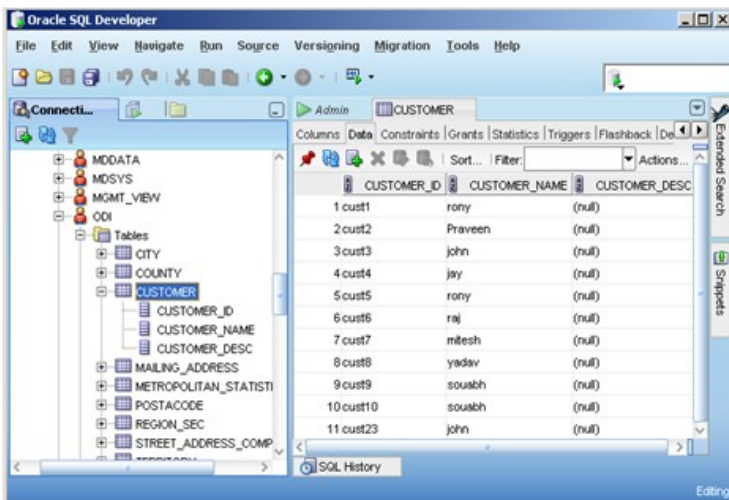 Oracle SQL Developer
File Edit View Navigate Run Source Versioning Migration Tools Help
Connecti...
MDDATA
MDSYS
MGMT_VIEW
ODI
Tables
CITY
COUNTY
CUSTOMER
CUSTOMER_ID
CUSTOMER_NAME
CUSTOMER_DESC
MAILING_ADDRESS
METROPOLITAN_STATISTI
POSTACODE
REGION_SEC
STREET_ADDRESS_COMP
Admin CUSTOMER
Columns Data Constraints Grants Statistics Triggers Flashback De
Sort... Filter: Actions...
CUSTOMER_ID CUSTOMER_NAME CUSTOMER_DESC
1 cust1 rony (null)
2 cust2 Praveen (null)
3 cust3 john (null)
4 cust4 jay (null)
5 cust5 rony (null)
6 cust6 raj (null)
7 cust7 mitesh (null)
8 cust8 yadav (null)
9 cust9 souabh (null)
10 cust10 souabh (null)
11 cust23 john (null)
SQL History
Extended Search
Snippets
Editing